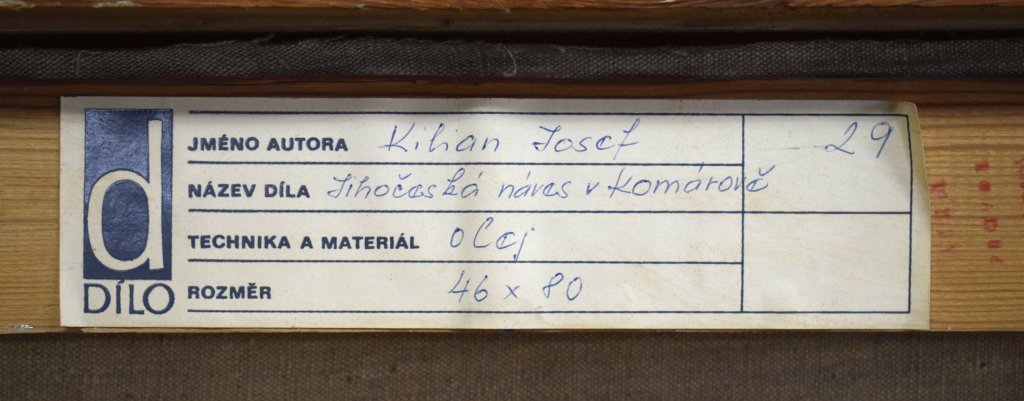 d
DÍLO
JMÉNO AUTORA Kilian Josef
29
NÁZEV DÍLA Jihočeská náves v Komárově
TECHNIKA A MATERIÁL olej
ROZMĚR 46 x 80